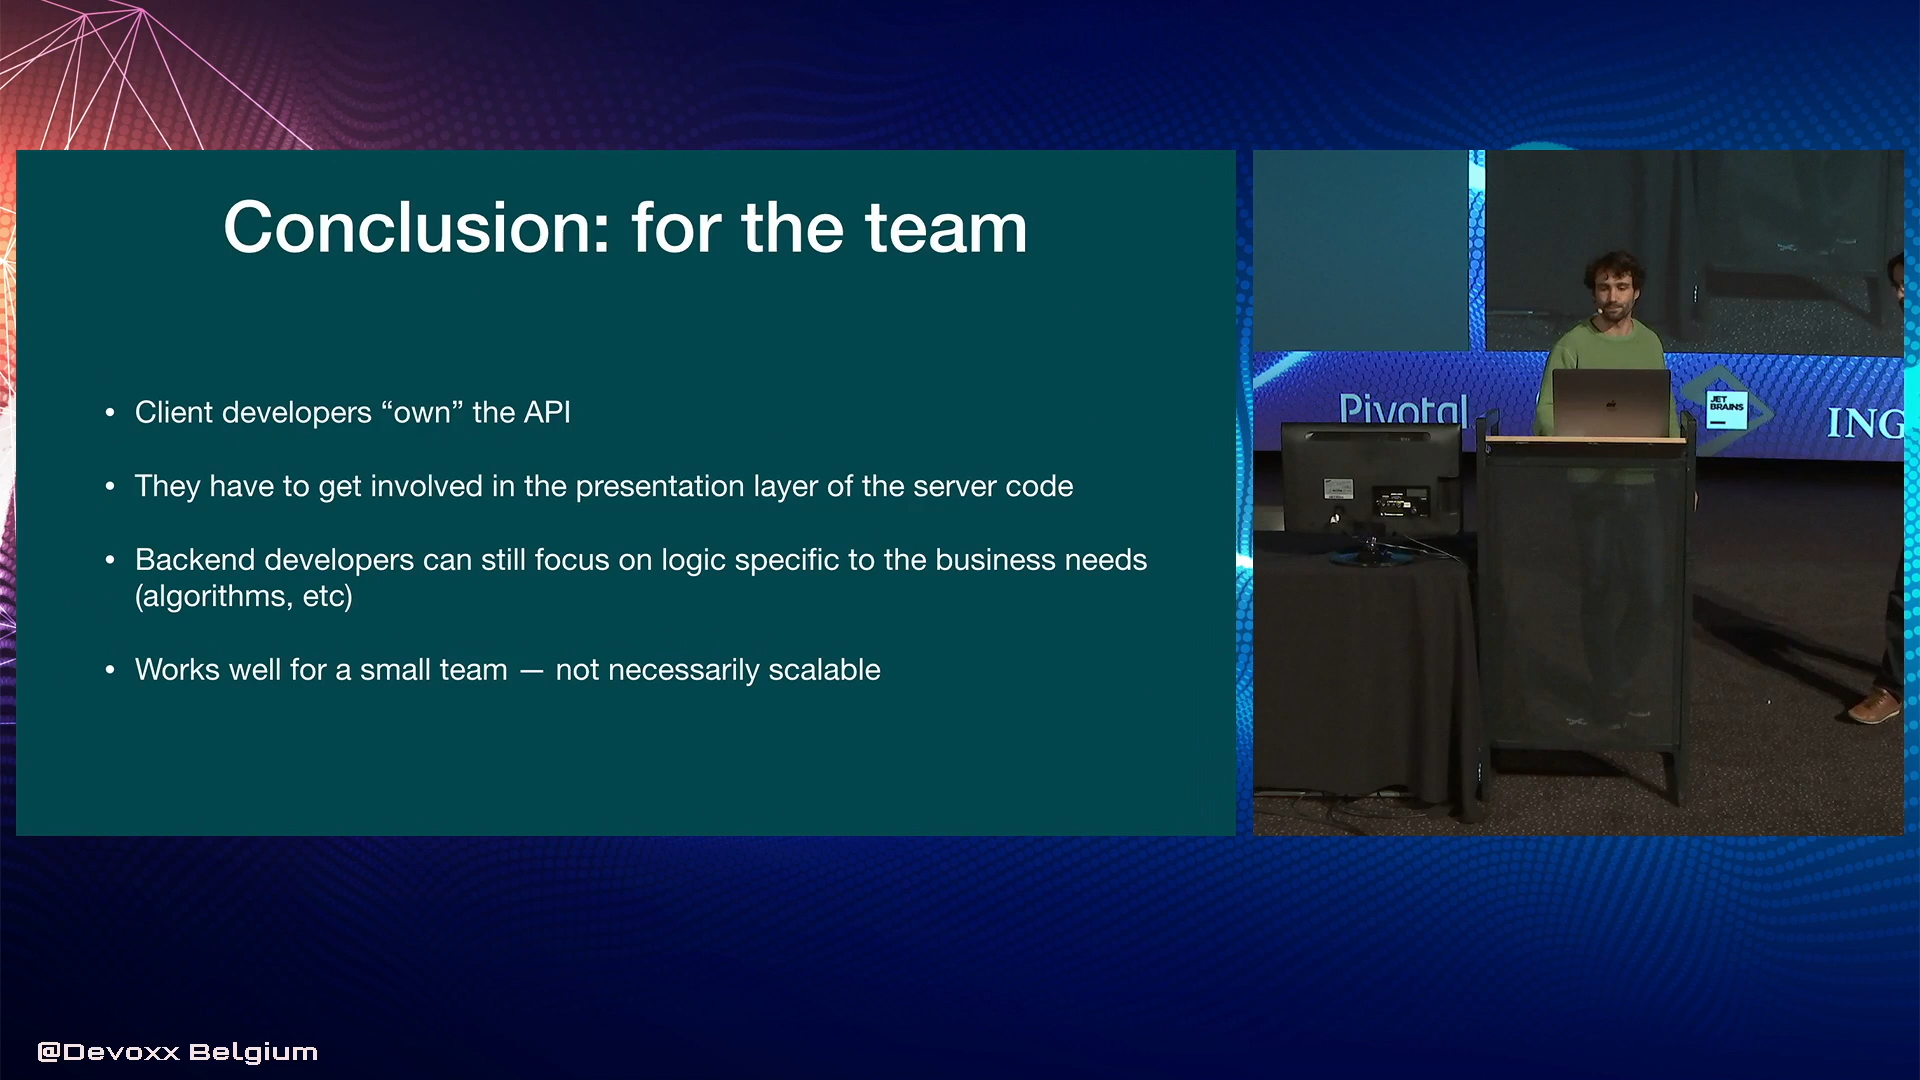 Conclusion: for the team
• Client developers “own” the API
• They have to get involved in the presentation layer of the server code
• Backend developers can still focus on logic specific to the business needs
(algorithms, etc)
• Works well for a small team — not necessarily scalable
Pivotal
JET
BRAINS
ING
@Devoxx Belgium